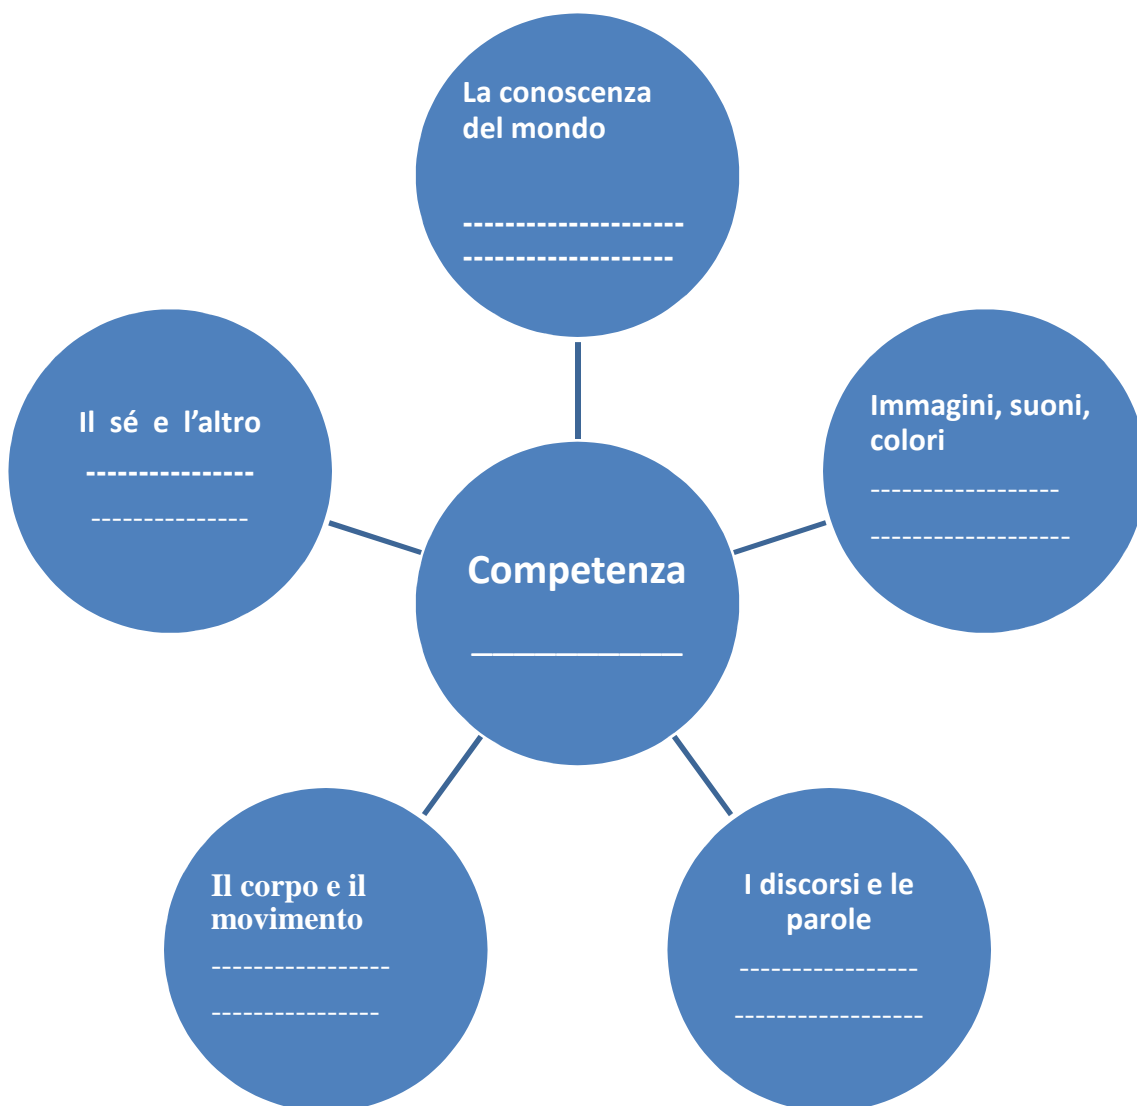 La conoscenza
del mondo
---------------------
--------------------
Il sé e l’altro
----------------
---------------
Immagini, suoni,
colori
------------------
-------------------
Competenza
___________
Il corpo e il
movimento
-----------------
----------------
I discorsi e le
parole
-----------------
------------------